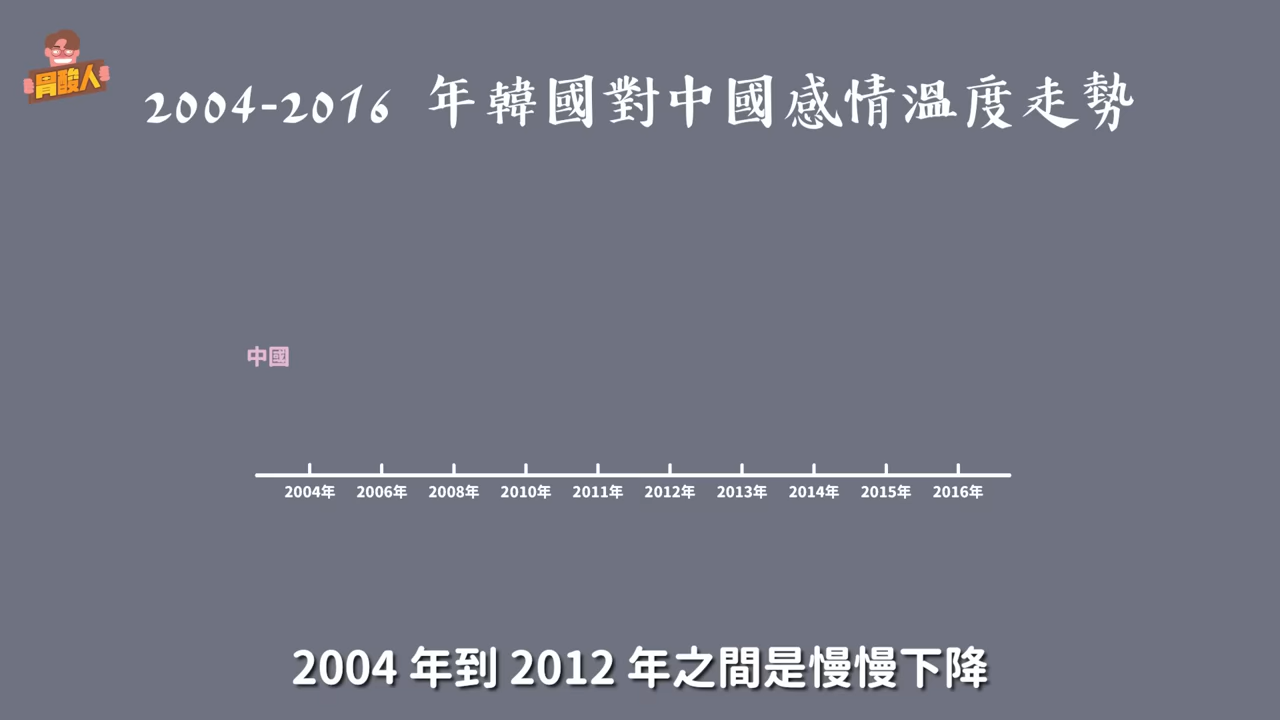 胃酸人
2004-2016 年韓國對中國感情溫度走勢
中國
2004年 2006年 2008年 2010年 2011年 2012年 2013年 2014年 2015年 2016年
2004 年到 2012 年之間是慢慢下降